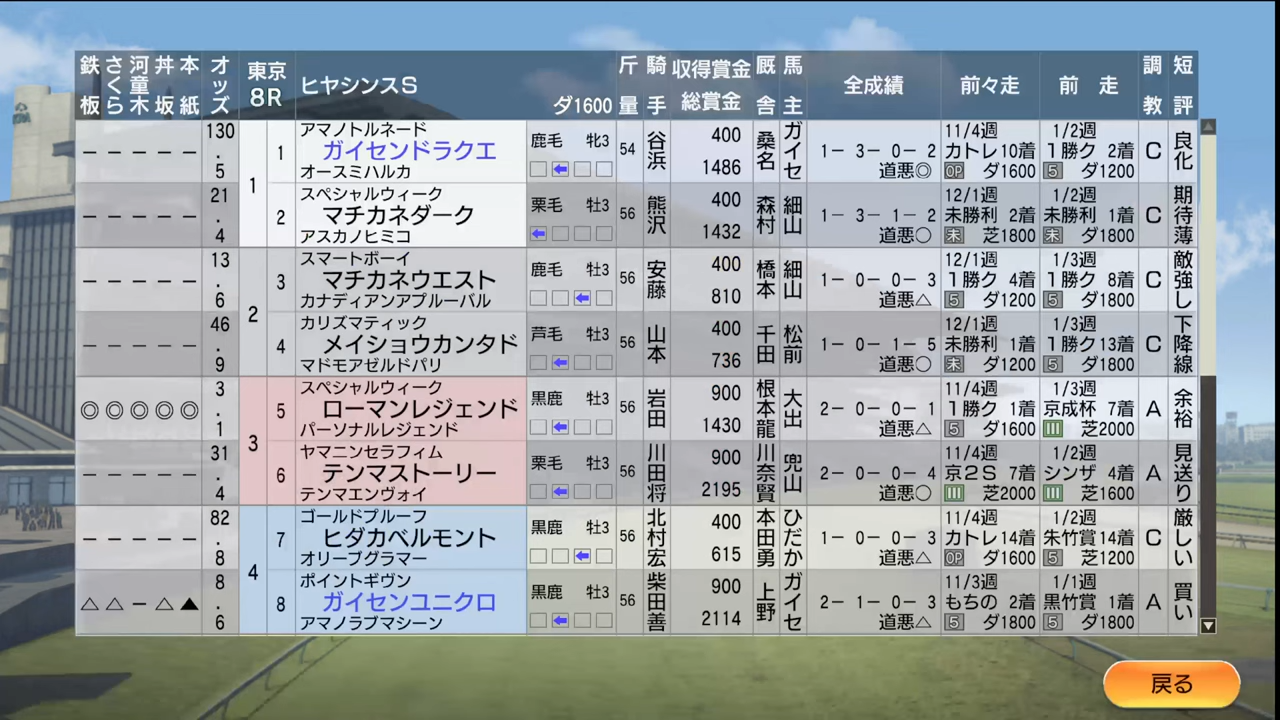 鉄板 さくら 河童木 井坂 本紙 オッズ 東京8R ヒヤシンスS ダ1600 斤量 騎手 収得賞金 総賞金 厩舎 馬主 全成績 前々走 前走 調教 短評
－ － － － － 130.5 1 1 アマノトルネード 鹿毛 牝3 54 谷浜 400 桑名 ガイセ 1－ 3－ 0－ 2 11/4週 1/2週 C 良化
ガイセンドラクエ カトレ10着 1勝ク 2着
オースミハルカ 1486 道悪◎ OP ダ1600 5 ダ1200
－ － － － － 21.4 2 スペシャルウィーク 栗毛 牡3 56 熊沢 400 森村 細山 1－ 3－ 1－ 2 12/1週 1/2週 C 期待薄
マチカネダーク 未勝利 2着 未勝利 1着
アスカノヒミコ 1432 道悪○ 未 芝1800 未 ダ1800
－ － － － － 13.6 2 3 スマートボーイ 鹿毛 牡3 56 安藤 400 橋本 細山 1－ 0－ 0－ 3 12/1週 1/3週 C 敵強し
マチカネウエスト 1勝ク 4着 1勝ク 8着
カナディアンアプルーバル 810 道悪△ 5 ダ1200 5 ダ1800
－ － － － － 46.9 4 カリズマティック 芦毛 牡3 56 山本 400 千田 松前 1－ 0－ 1－ 5 12/1週 1/3週 C 下降線
メイショウカンタド 未勝利 1着 1勝ク13着
マドモアゼルドパリ 736 道悪○ 未 ダ1200 5 ダ1800
◎ ◎ ◎ ◎ ◎ 3.1 3 5 スペシャルウィーク 黒鹿 牡3 56 岩田 900 根本龍 大出 2－ 0－ 0－ 1 11/4週 1/3週 A 余裕
ローマンレジェンド 1勝ク 1着 京成杯 7着
パーソナルレジェンド 1430 道悪△ 5 ダ1600 III 芝2000
－ － － － － 31.4 6 ヤマニンセラフィム 栗毛 牡3 56 川田将 900 川奈賢 兜山 2－ 0－ 0－ 4 11/4週 1/2週 A 見送り
テンマストーリー 京2S 7着 シンザ 4着
テンマエンヴォイ 2195 道悪○ III 芝2000 III 芝1600
－ － － － － 82.8 4 7 ゴールドプルーフ 黒鹿 牡3 56 北村宏 400 本田勇 ひだか 1－ 0－ 0－ 3 11/4週 1/2週 C 厳しい
ヒダカベルモント カトレ14着 朱竹賞14着
オリーブグラマー 615 道悪△ OP ダ1600 5 芝1200
△ △ － △ ▲ 8.6 8 ポイントギヴン 黒鹿 牡3 56 柴田善 900 上野 ガイセ 2－ 1－ 0－ 3 11/3週 1/1週 A 買い
ガイセンユニクロ もちの 2着 黒竹賞 1着
アマノラブマシーン 2114 道悪△ 5 ダ1800 5 ダ1800
戻る